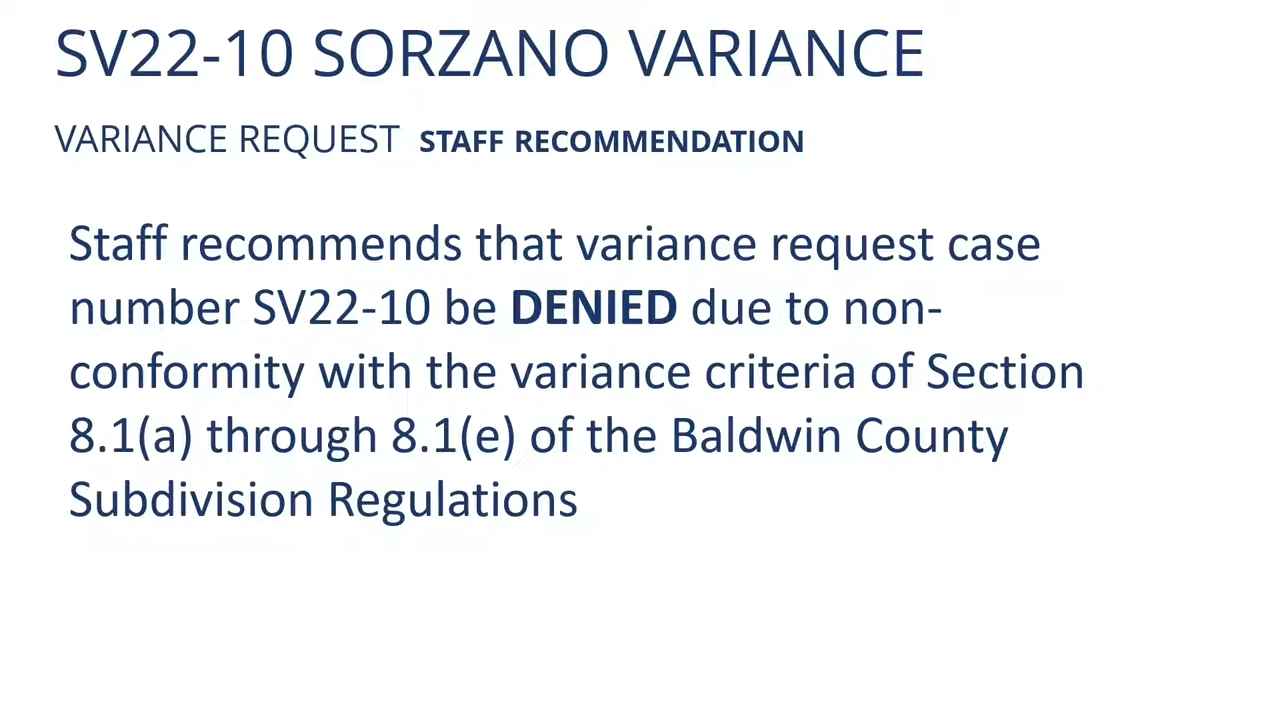 SV22-10 SORZANO VARIANCE
VARIANCE REQUEST STAFF RECOMMENDATION
Staff recommends that variance request case
number SV22-10 be DENIED due to non-
conformity with the variance criteria of Section
8.1(a) through 8.1(e) of the Baldwin County
Subdivision Regulations